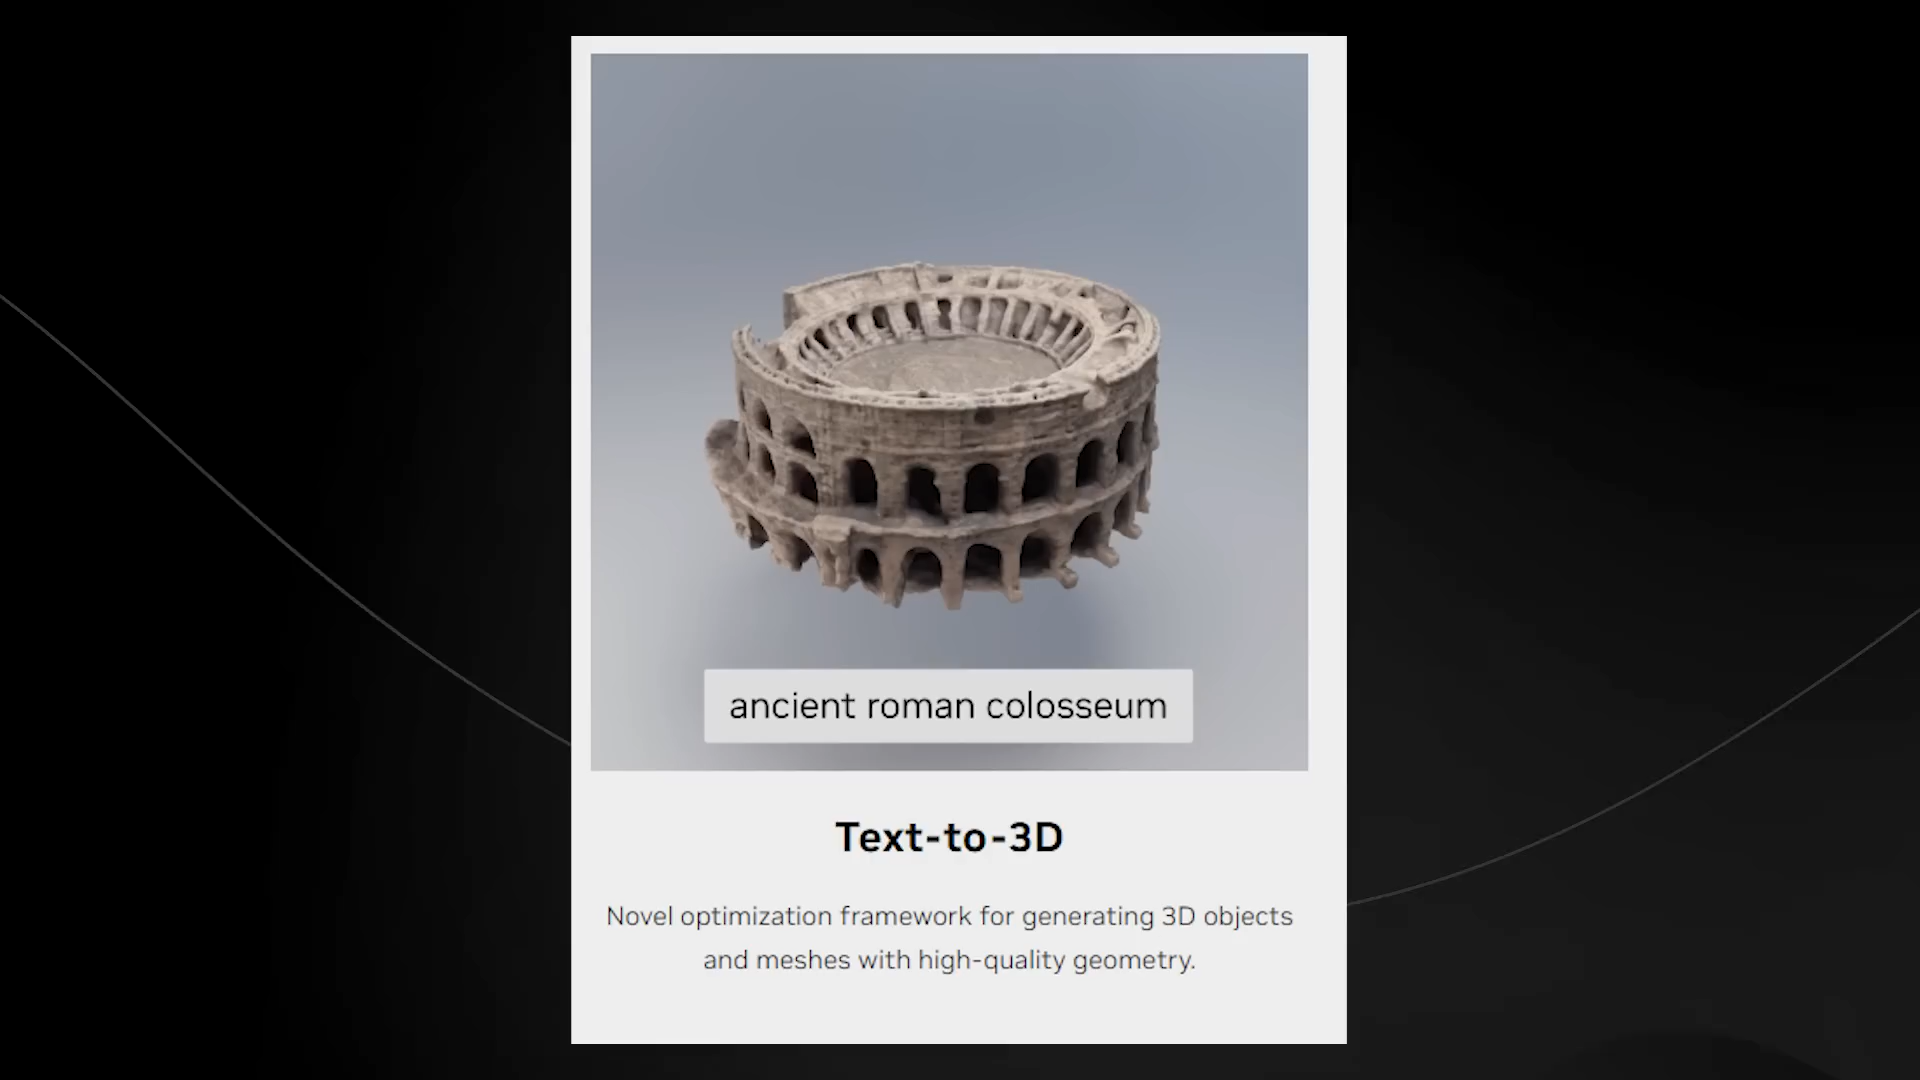 ancient roman colosseum
Text-to-3D
Novel optimization framework for generating 3D objects
and meshes with high-quality geometry.